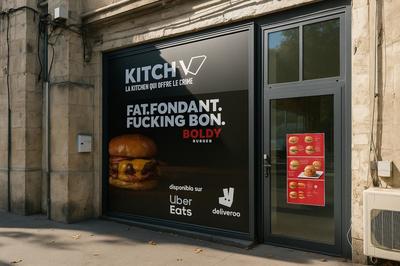 KITCH
LA KITCHEN QUI OFFRE LE CRIME
FAT.FONDANT.
FUCKING BON.
BOLDY
BURGER
disponible sur
Uber
Eats
deliveroo